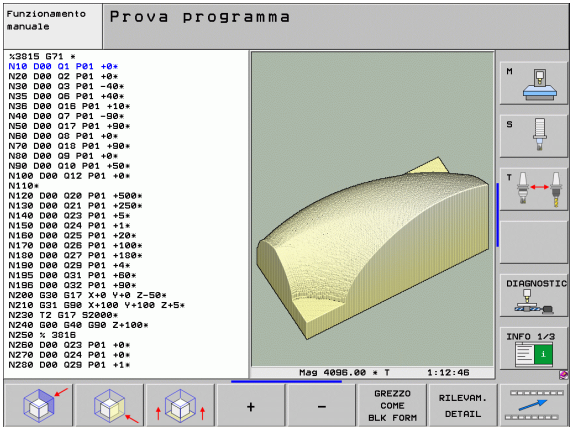 Funzionamento
manuale
Prova programma
%3815 G71 *
N10 D00 Q1 P01 +0*
N20 D00 Q2 P01 +0*
N30 D00 Q3 P01 -40*
N35 D00 Q6 P01 +40*
N36 D00 Q16 P01 +10*
N40 D00 Q7 P01 -90*
N50 D00 Q17 P01 +90*
N60 D00 Q8 P01 +0*
N70 D00 Q18 P01 +90*
N80 D00 Q9 P01 +0*
N90 D00 Q10 P01 +50*
N100 D00 Q12 P01 +0*
N110*
N120 D00 Q20 P01 +500*
N130 D00 Q21 P01 +250*
N140 D00 Q23 P01 +5*
N150 D00 Q24 P01 +1*
N160 D00 Q25 P01 +20*
N170 D00 Q26 P01 +100*
N180 D00 Q27 P01 +180*
N190 D00 Q29 P01 +4*
N195 D00 Q31 P01 +60*
N196 D00 Q32 P01 +90*
N200 G30 G17 X+0 Y+0 Z-50*
N210 G31 G90 X+100 Y+100 Z+5*
N230 T2 G17 S2000*
N240 G00 G40 G90 Z+100*
N250 % 3816
N260 D00 Q23 P01 +0*
N270 D00 Q24 P01 +0*
N280 D00 Q29 P01 +1*
Mag 4096.00 * T 1:12:46
M
S
T
DIAGNOSTIC
INFO 1/3
i
+
-
GREZZO
COME
BLK FORM
RILEVAM.
DETAIL